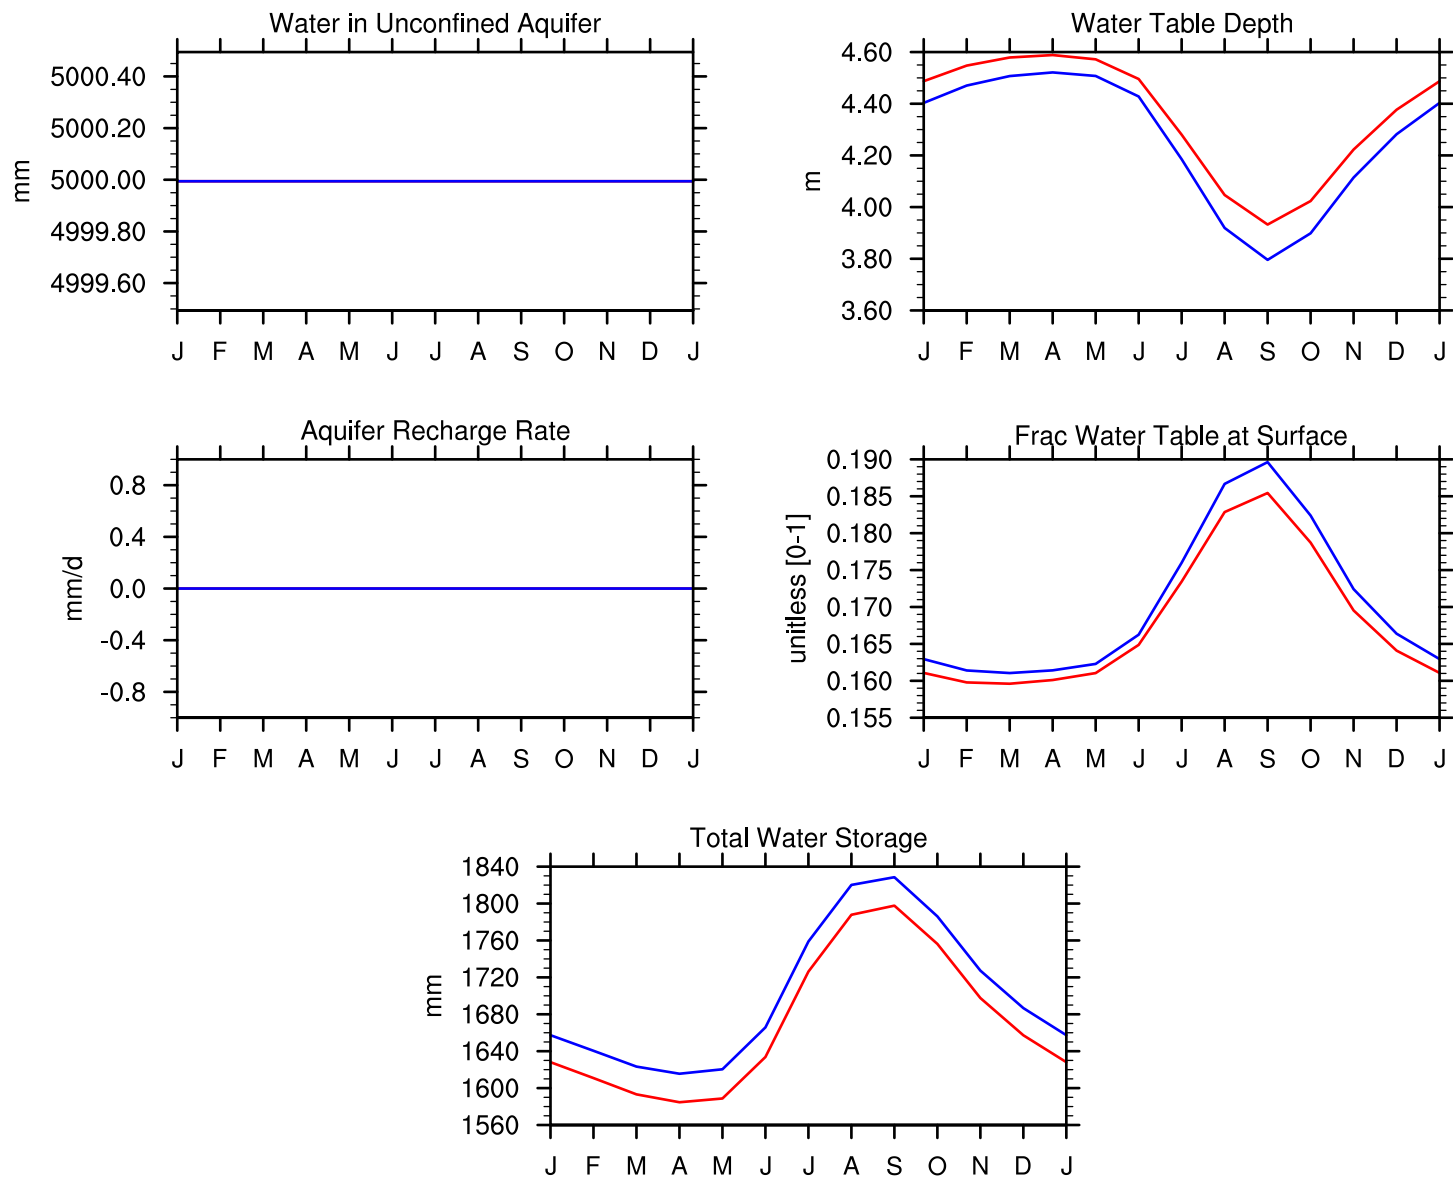 Water in Unconfined Aquifer
5000.40
5000.20
5000.00
4999.80
4999.60
mm
J F M A M J J A S O N D J
Water Table Depth
4.60
4.40
4.20
4.00
3.80
3.60
m
J F M A M J J A S O N D J
Aquifer Recharge Rate
0.8
0.4
0.0
-0.4
-0.8
mm/d
J F M A M J J A S O N D J
Frac Water Table at Surface
0.190
0.185
0.180
0.175
0.170
0.165
0.160
0.155
unitless [0-1]
J F M A M J J A S O N D J
Total Water Storage
1840
1800
1760
1720
1680
1640
1600
1560
mm
J F M A M J J A S O N D J